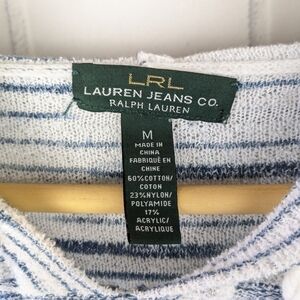 LRL
LAUREN JEANS CO.
RALPH LAUREN
M
MADE IN
CHINA
FABRIQUÉ EN
CHINE
60%COTTON/
COTON
23%NYLON/
POLYAMIDE
17%
ACRYLIC/
ACRYLIQUE